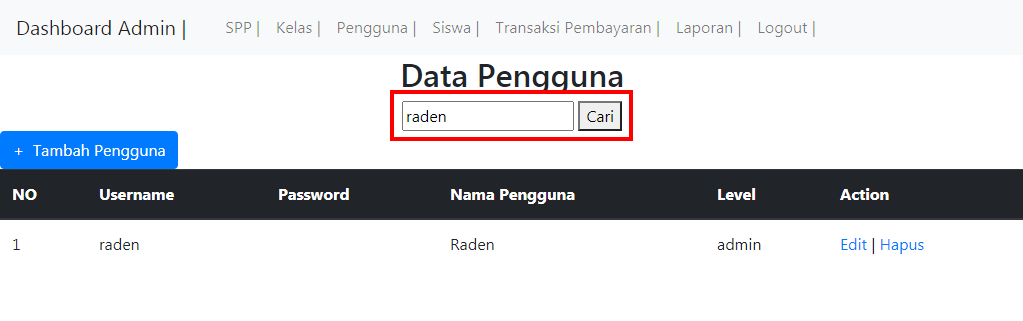 Dashboard Admin | SPP | Kelas | Pengguna | Siswa | Transaksi Pembayaran | Laporan | Logout |
Data Pengguna
raden Cari
+ Tambah Pengguna
NO Username Password Nama Pengguna Level Action
1 raden Raden admin Edit | Hapus